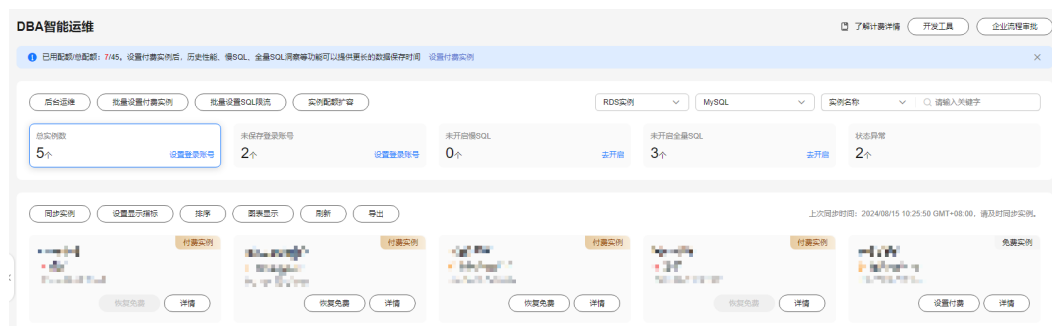 DBA智能运维
了解计费详情 开发工具 企业流程审批
已用配额/总配额：7/45。设置付费实例后，历史性能、慢SQL、全量SQL洞察等功能可以提供更长的数据保存时间 设置付费实例
后台运维 批量设置付费实例 批量设置SQL限流 实例配额扩容 RDS实例 MySQL 实例名称 请输入关键字
总实例数 未保存登录账号 未开启慢SQL 未开启全量SQL 状态异常
5个 设置登录账号 2个 设置登录账号 0个 去开启 3个 去开启 2个
同步实例 设置显示指标 排序 图表显示 刷新 导出 上次同步时间：2024/08/15 10:25:50 GMT+08:00，请及时同步实例。
付费实例 付费实例 付费实例 付费实例 免费实例
恢复免费 详情 恢复免费 详情 恢复免费 详情 恢复免费 详情 设置付费 详情